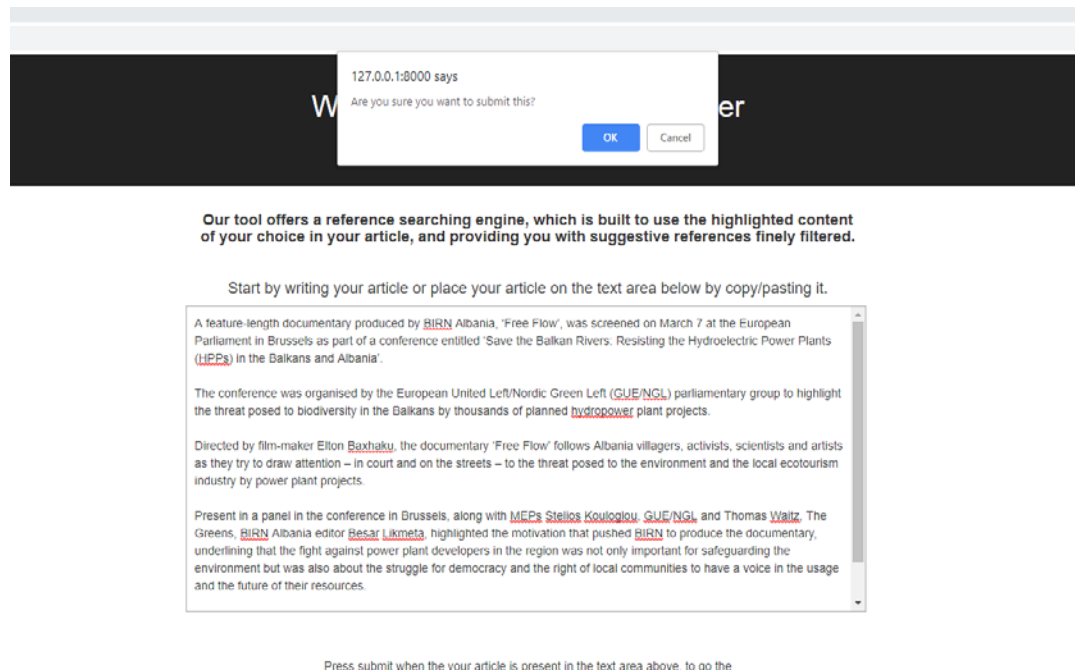 127.0.0.1:8000 says
Are you sure you want to submit this?
OK Cancel
W er
Our tool offers a reference searching engine, which is built to use the highlighted content
of your choice in your article, and providing you with suggestive references finely filtered.
Start by writing your article or place your article on the text area below by copy/pasting it.
A feature-length documentary produced by BIRN Albania, 'Free Flow', was screened on March 7 at the European
Parliament in Brussels as part of a conference entitled 'Save the Balkan Rivers: Resisting the Hydroelectric Power Plants
(HPPs) in the Balkans and Albania'.
The conference was organised by the European United Left/Nordic Green Left (GUE/NGL) parliamentary group to highlight
the threat posed to biodiversity in the Balkans by thousands of planned hydropower plant projects.
Directed by film-maker Elton Baxhaku, the documentary 'Free Flow' follows Albania villagers, activists, scientists and artists
as they try to draw attention – in court and on the streets – to the threat posed to the environment and the local ecotourism
industry by power plant projects.
Present in a panel in the conference in Brussels, along with MEPs Stelios Kouloglou, GUE/NGL and Thomas Waitz, The
Greens, BIRN Albania editor Besar Likmeta, highlighted the motivation that pushed BIRN to produce the documentary,
underlining that the fight against power plant developers in the region was not only important for safeguarding the
environment but was also about the struggle for democracy and the right of local communities to have a voice in the usage
and the future of their resources.
Press submit when the your article is present in the text area above, to go the